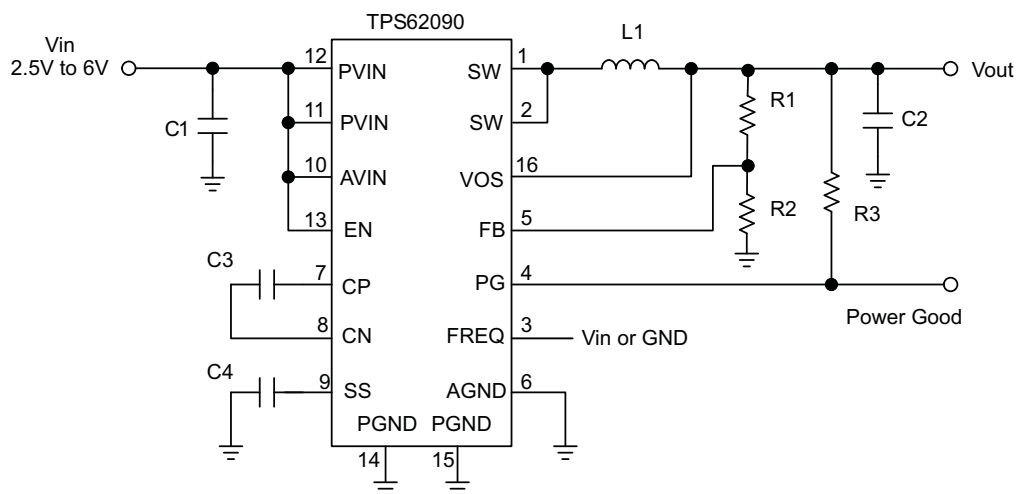 TPS62090
L1
Vin
2.5V to 6V
12
PVIN
SW
1
Vout
C1
R1
C2
11
PVIN
SW
2
10
AVIN
VOS
16
R2
R3
13
EN
FB
5
C3
7
CP
PG
4
Power Good
8
CN
FREQ
3
Vin or GND
C4
9
SS
AGND
6
PGND
PGND
14
15